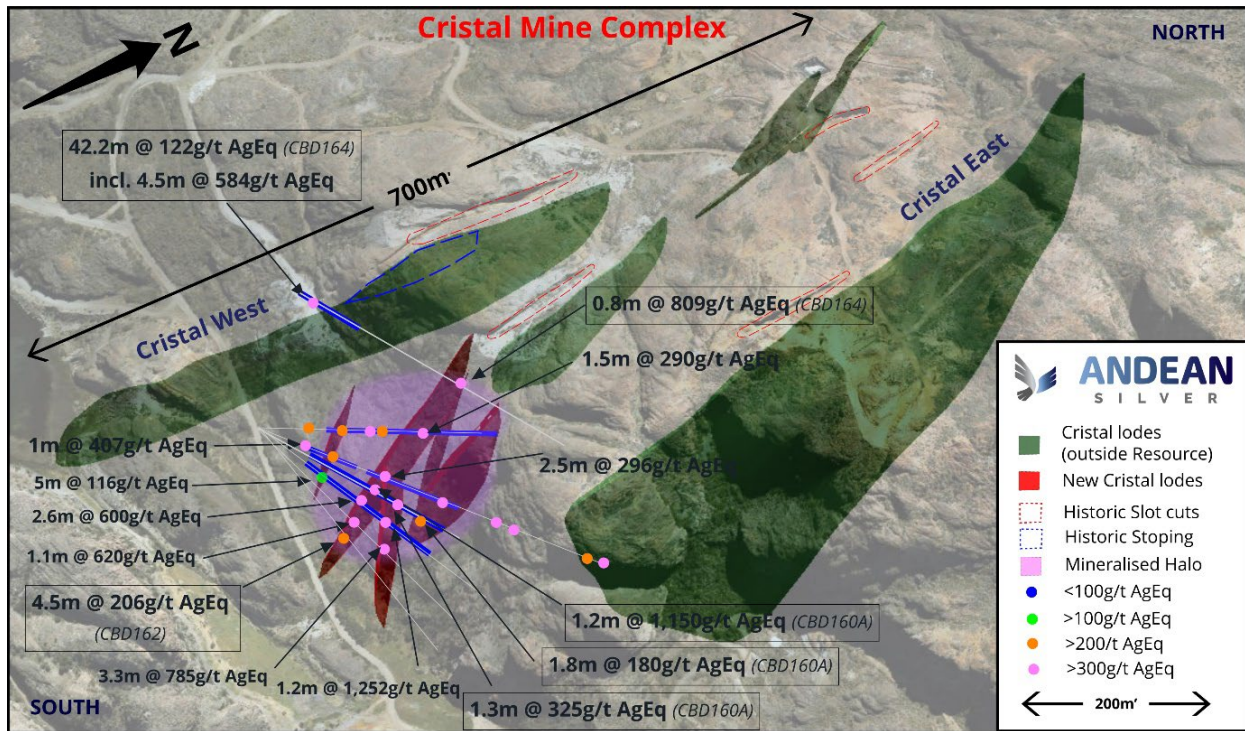 Cristal Mine Complex
N
NORTH
42.2m @ 122g/t AgEq (CBD164)
incl. 4.5m @ 584g/t AgEq
700m'
Cristal East
Cristal West
0.8m @ 809g/t AgEq (CBD164)
1.5m @ 290g/t AgEq
1m @ 407g/t AgEq
2.5m @ 296g/t AgEq
5m @ 116g/t AgEq
2.6m @ 600g/t AgEq
1.1m @ 620g/t AgEq
4.5m @ 206g/t AgEq
(CBD162)
1.2m @ 1,150g/t AgEq (CBD160A)
3.3m @ 785g/t AgEq
1.2m @ 1,252g/t AgEq
1.8m @ 180g/t AgEq (CBD160A)
1.3m @ 325g/t AgEq (CBD160A)
SOUTH
ANDEAN
SILVER
Cristal lodes
(outside Resource)
New Cristal lodes
Historic Slot cuts
Historic Stoping
Mineralised Halo
<100g/t AgEq
>100g/t AgEq
>200/t AgEq
>300g/t AgEq
200m'